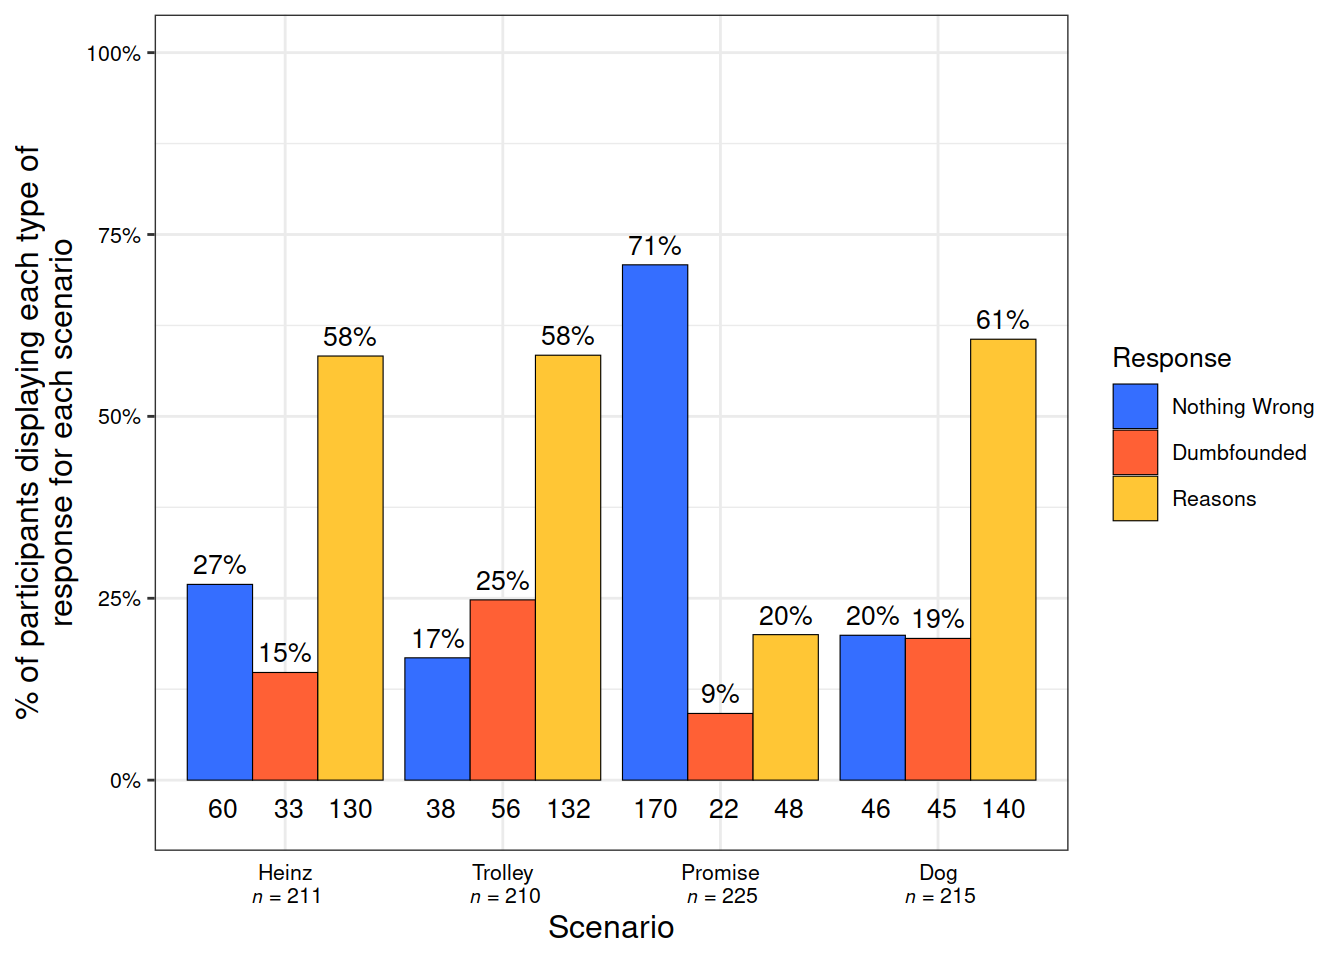 % of participants displaying each type of
response for each scenario
100%
75%
50%
25%
0%
27%
15%
58%
17%
25%
58%
71%
9%
20%
20%
19%
61%
60 33 130 38 56 132 170 22 48 46 45 140
Heinz Trolley Promise Dog
n = 211 n = 210 n = 225 n = 215
Scenario
Response
Nothing Wrong
Dumbfounded
Reasons